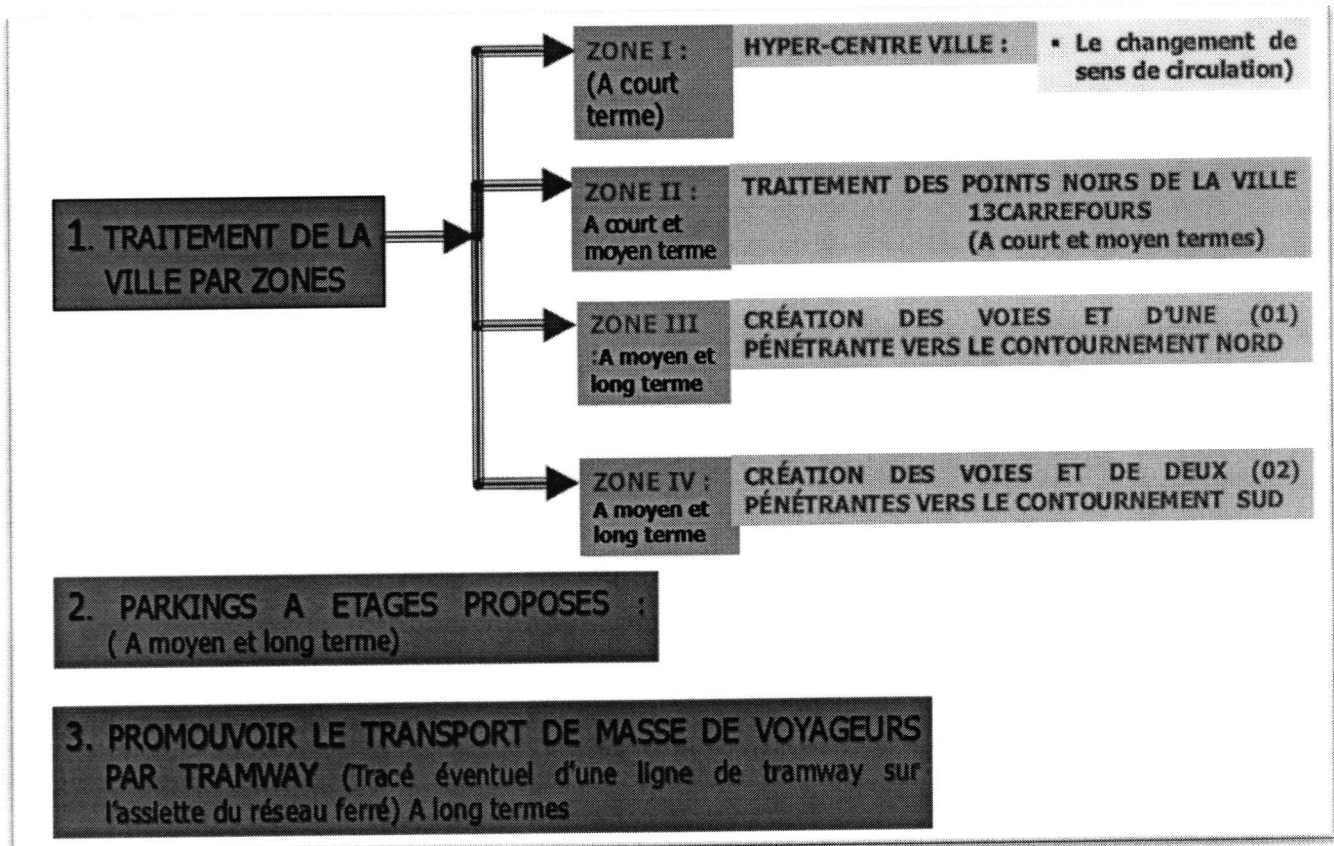 1. TRAITEMENT DE LA
VILLE PAR ZONES
ZONE I :
(A court
terme)
HYPER-CENTRE VILLE :
▪ Le changement de
sens de circulation)
ZONE II :
A court et
moyen terme
TRAITEMENT DES POINTS NOIRS DE LA VILLE
13CARREFOURS
(A court et moyen termes)
ZONE III
:A moyen et
long terme
CRÉATION DES VOIES ET D'UNE (01)
PÉNÉTRANTE VERS LE CONTOURNEMENT NORD
ZONE IV :
A moyen et
long terme
CRÉATION DES VOIES ET DE DEUX (02)
PÉNÉTRANTES VERS LE CONTOURNEMENT SUD
2. PARKINGS A ETAGES PROPOSES :
( A moyen et long terme)
3. PROMOUVOIR LE TRANSPORT DE MASSE DE VOYAGEURS
PAR TRAMWAY (Tracé éventuel d'une ligne de tramway sur
l'assiette du réseau ferré) A long termes